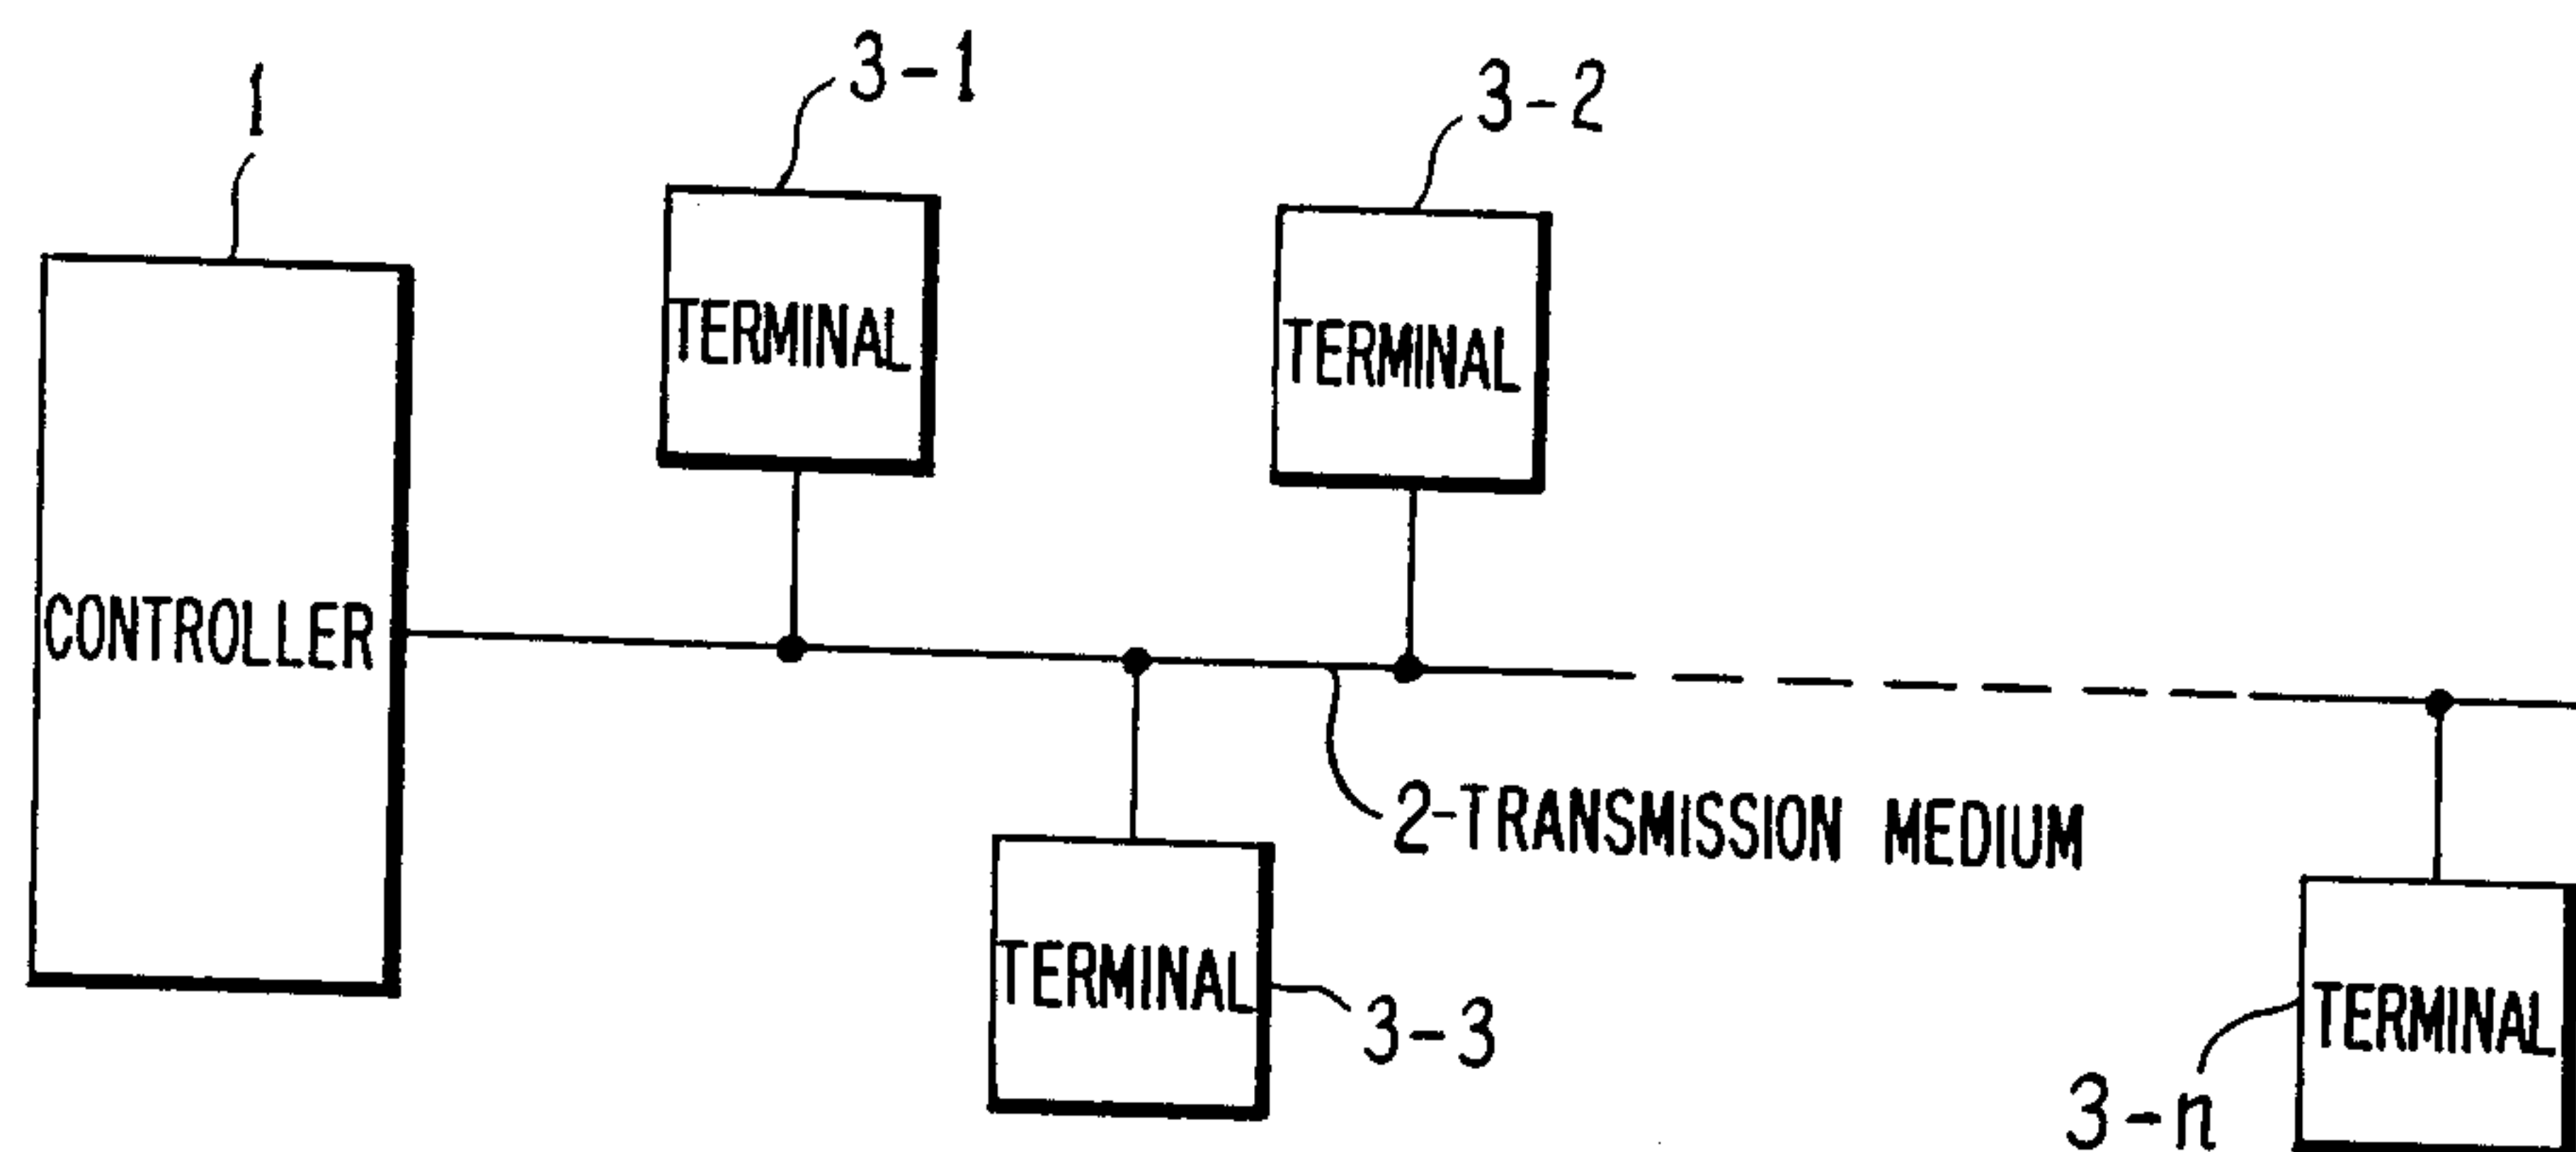 1
3-1
3-2
TERMINAL
TERMINAL
CONTROLLER
2-TRANSMISSION MEDIUM
TERMINAL
3-3
TERMINAL
3-n